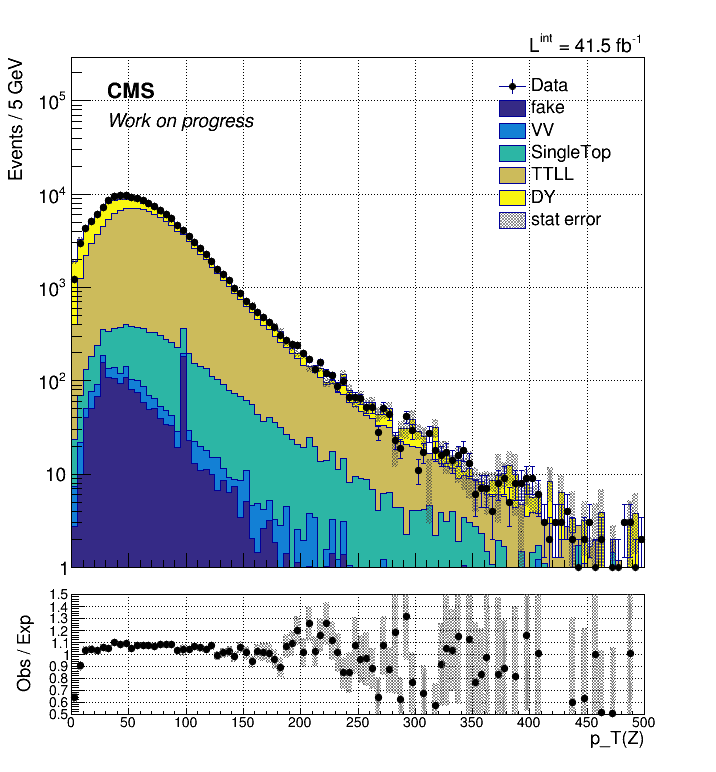 L^int = 41.5 fb^-1
Events / 5 GeV
CMS
Work on progress
Data
fake
VV
SingleTop
TTLL
DY
stat error
10^5
10^4
10^3
10^2
10
1
Obs / Exp
1.5
1.4
1.3
1.2
1.1
1
0.9
0.8
0.7
0.6
0.5
0 50 100 150 200 250 300 350 400 450 500
p_T(Z)